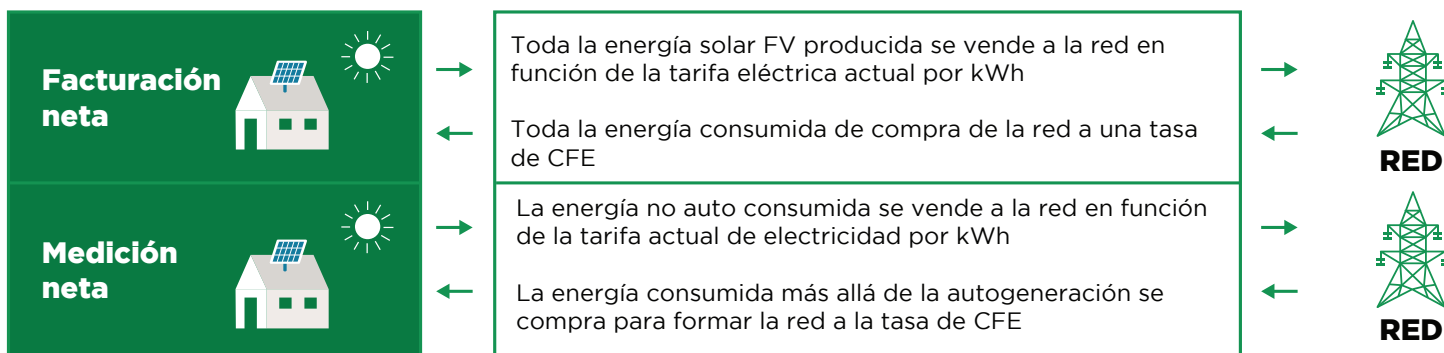 Facturación
neta
Toda la energía solar FV producida se vende a la red en
función de la tarifa eléctrica actual por kWh
Toda la energía consumida de compra de la red a una tasa
de CFE
RED
Medición
neta
La energía no auto consumida se vende a la red en función
de la tarifa actual de electricidad por kWh
La energía consumida más allá de la autogeneración se
compra para formar la red a la tasa de CFE
RED